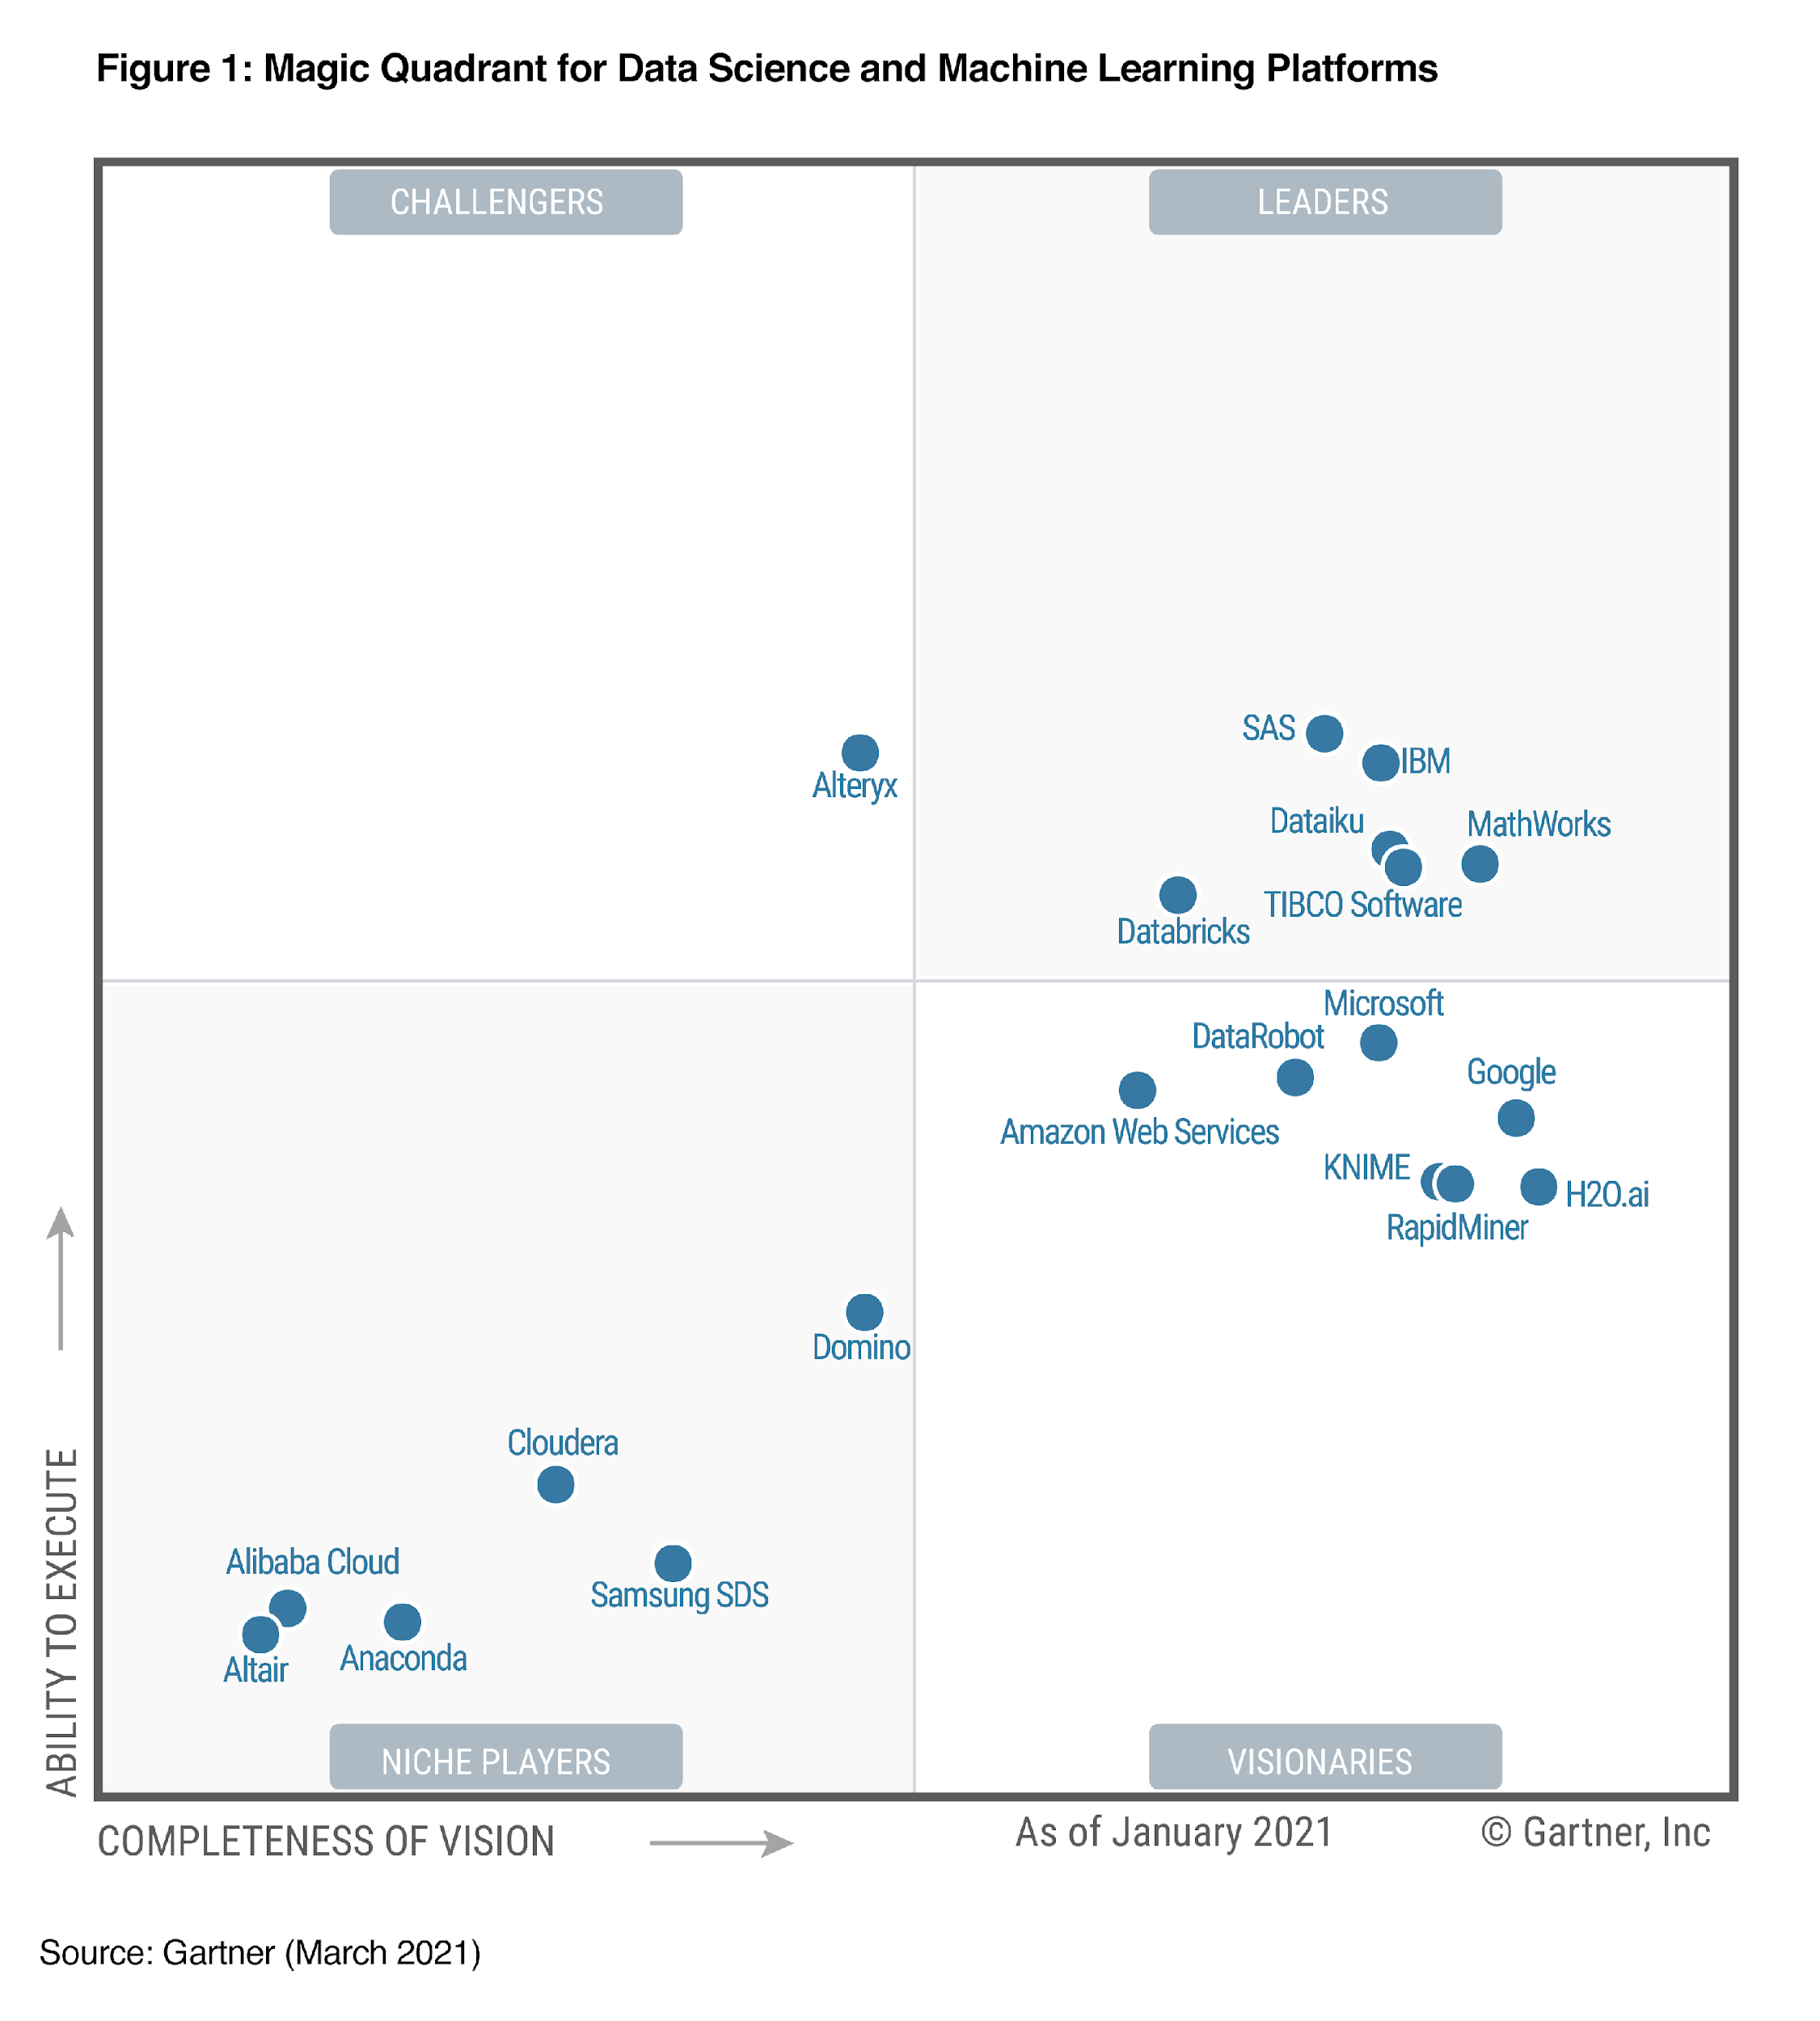 Figure 1: Magic Quadrant for Data Science and Machine Learning Platforms
CHALLENGERS
LEADERS
SAS
IBM
Alteryx
Dataiku
MathWorks
TIBCO Software
Databricks
Microsoft
DataRobot
Google
Amazon Web Services
KNIME
H2O.ai
RapidMiner
Domino
Cloudera
Alibaba Cloud
Samsung SDS
Anaconda
Altair
NICHE PLAYERS
VISIONARIES
ABILITY TO EXECUTE
COMPLETENESS OF VISION
As of January 2021
© Gartner, Inc
Source: Gartner (March 2021)